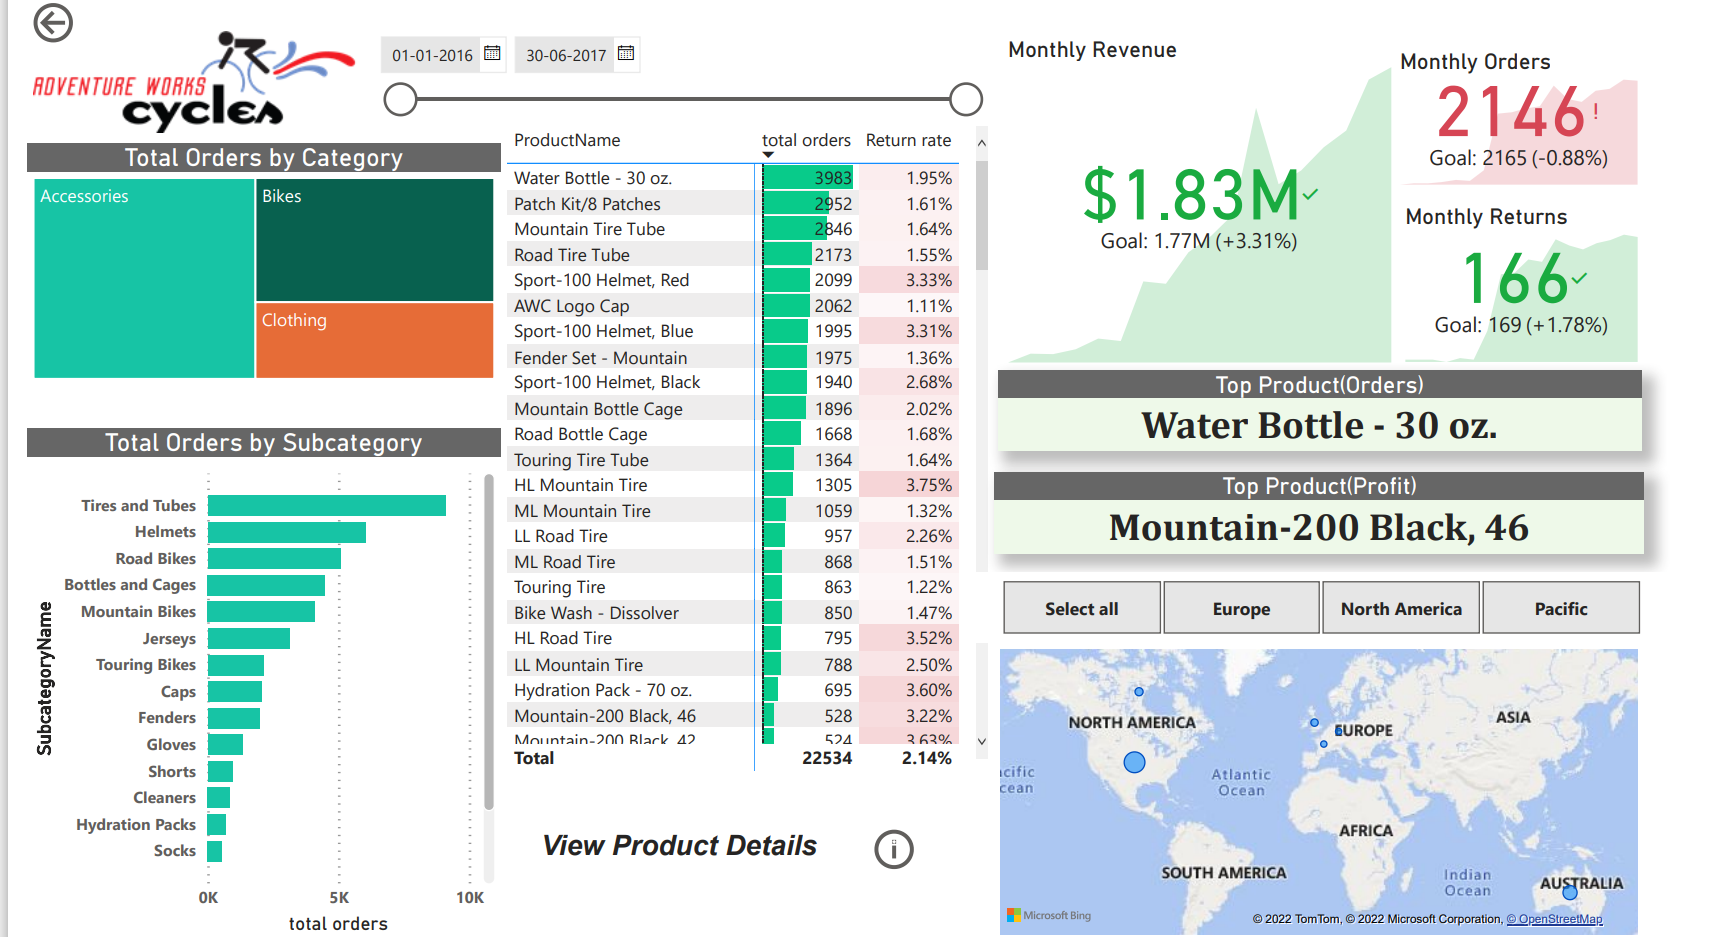 ADVENTURE WORKS
cycles
01-01-2016
30-06-2017
Total Orders by Category
Accessories
Bikes
Clothing
Total Orders by Subcategory
SubcategoryName
Tires and Tubes
Helmets
Road Bikes
Bottles and Cages
Mountain Bikes
Jerseys
Touring Bikes
Caps
Fenders
Gloves
Shorts
Cleaners
Hydration Packs
Socks
0K 5K 10K
total orders
ProductName total orders Return rate
Water Bottle - 30 oz. 3983 1.95%
Patch Kit/8 Patches 2952 1.61%
Mountain Tire Tube 2846 1.64%
Road Tire Tube 2173 1.55%
Sport-100 Helmet, Red 2099 3.33%
AWC Logo Cap 2062 1.11%
Sport-100 Helmet, Blue 1995 3.31%
Fender Set - Mountain 1975 1.36%
Sport-100 Helmet, Black 1940 2.68%
Mountain Bottle Cage 1896 2.02%
Road Bottle Cage 1668 1.68%
Touring Tire Tube 1364 1.64%
HL Mountain Tire 1305 3.75%
ML Mountain Tire 1059 1.32%
LL Road Tire 957 2.26%
ML Road Tire 868 1.51%
Touring Tire 863 1.22%
Bike Wash - Dissolver 850 1.47%
HL Road Tire 795 3.52%
LL Mountain Tire 788 2.50%
Hydration Pack - 70 oz. 695 3.60%
Mountain-200 Black, 46 528 3.22%
Mountain-200 Black, 42 524 3.63%
Total 22534 2.14%
View Product Details
Monthly Revenue
$1.83M
Goal: 1.77M (+3.31%)
Monthly Orders
2146!
Goal: 2165 (-0.88%)
Monthly Returns
166
Goal: 169 (+1.78%)
Top Product(Orders)
Water Bottle - 30 oz.
Top Product(Profit)
Mountain-200 Black, 46
Select all
Europe
North America
Pacific
NORTH AMERICA
EUROPE
ASIA
acific
cean
Atlantic
Ocean
AFRICA
SOUTH AMERICA
Indian
Ocean
AUSTRALIA
Microsoft Bing
© 2022 TomTom, © 2022 Microsoft Corporation, © OpenStreetMap